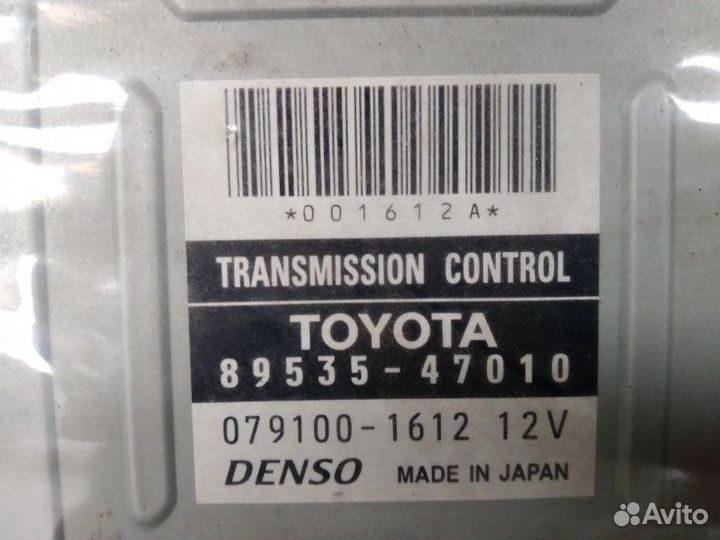 *001612A*
TRANSMISSION CONTROL
TOYOTA
89535-47010
079100-1612 12V
DENSO MADE IN JAPAN
Avito